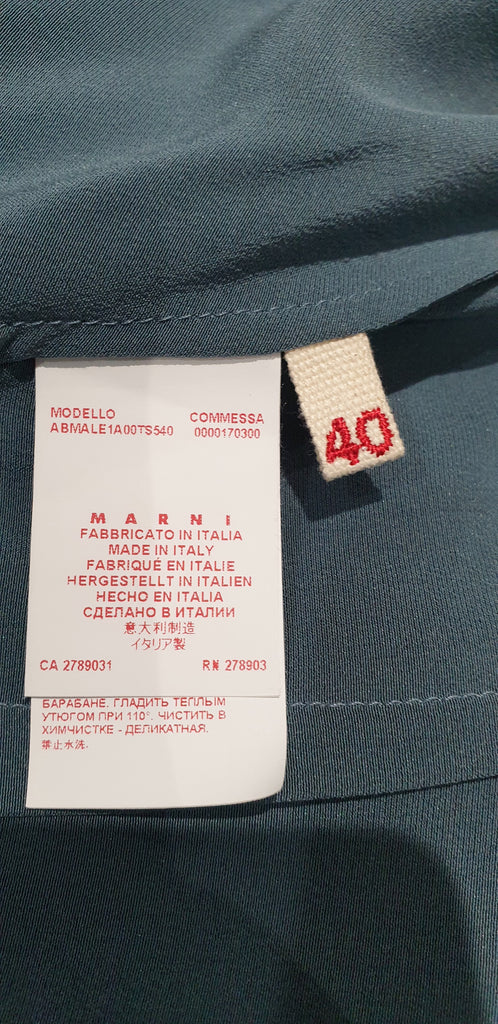 MODELLO
ABMALE1A00TS540
COMMESSA
0000170300
40
MARNI
FABBRICATO IN ITALIA
MADE IN ITALY
FABRIQUÉ EN ITALIE
HERGESTELLT IN ITALIEN
HECHO EN ITALIA
СДЕЛАНО В ИТАЛИИ
意大利制造
イタリア製
CA 2789031 RN 278903
БАРАБАНЕ. ГЛАДИТЬ ТЕПЛЫМ
УТЮГОМ ПРИ 110°. ЧИСТИТЬ В
ХИМЧИСТКЕ - ДЕЛИКАТНАЯ.
禁止水洗.